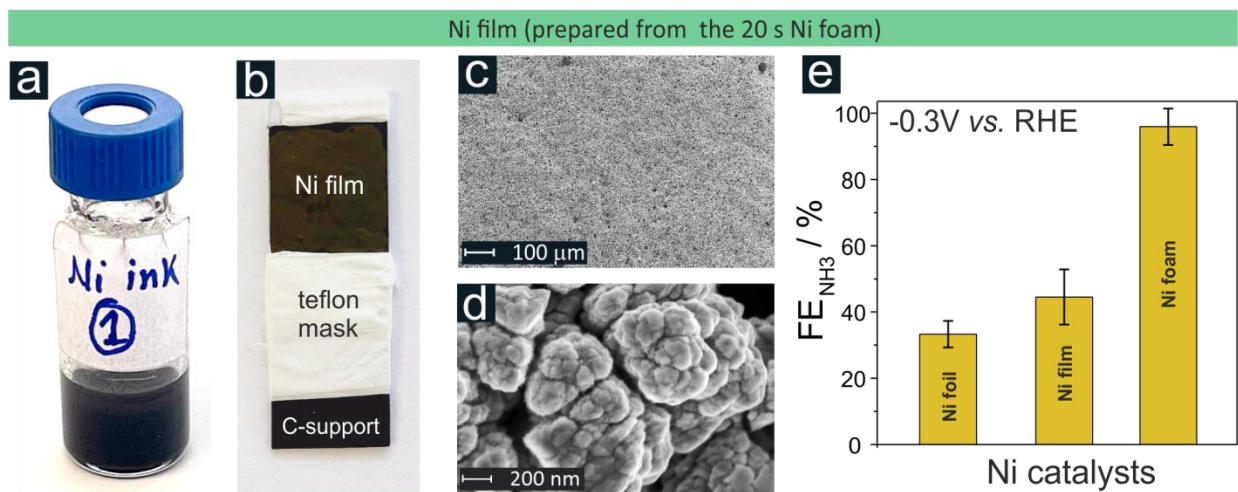 Ni film (prepared from the 20 s Ni foam)
a
Ni ink
1
b
Ni film
teflon
mask
C-support
c
100 µm
d
200 nm
e
-0.3V vs. RHE
FE_NH3 / %
100
80
60
40
20
0
Ni foil
Ni film
Ni foam
Ni catalysts